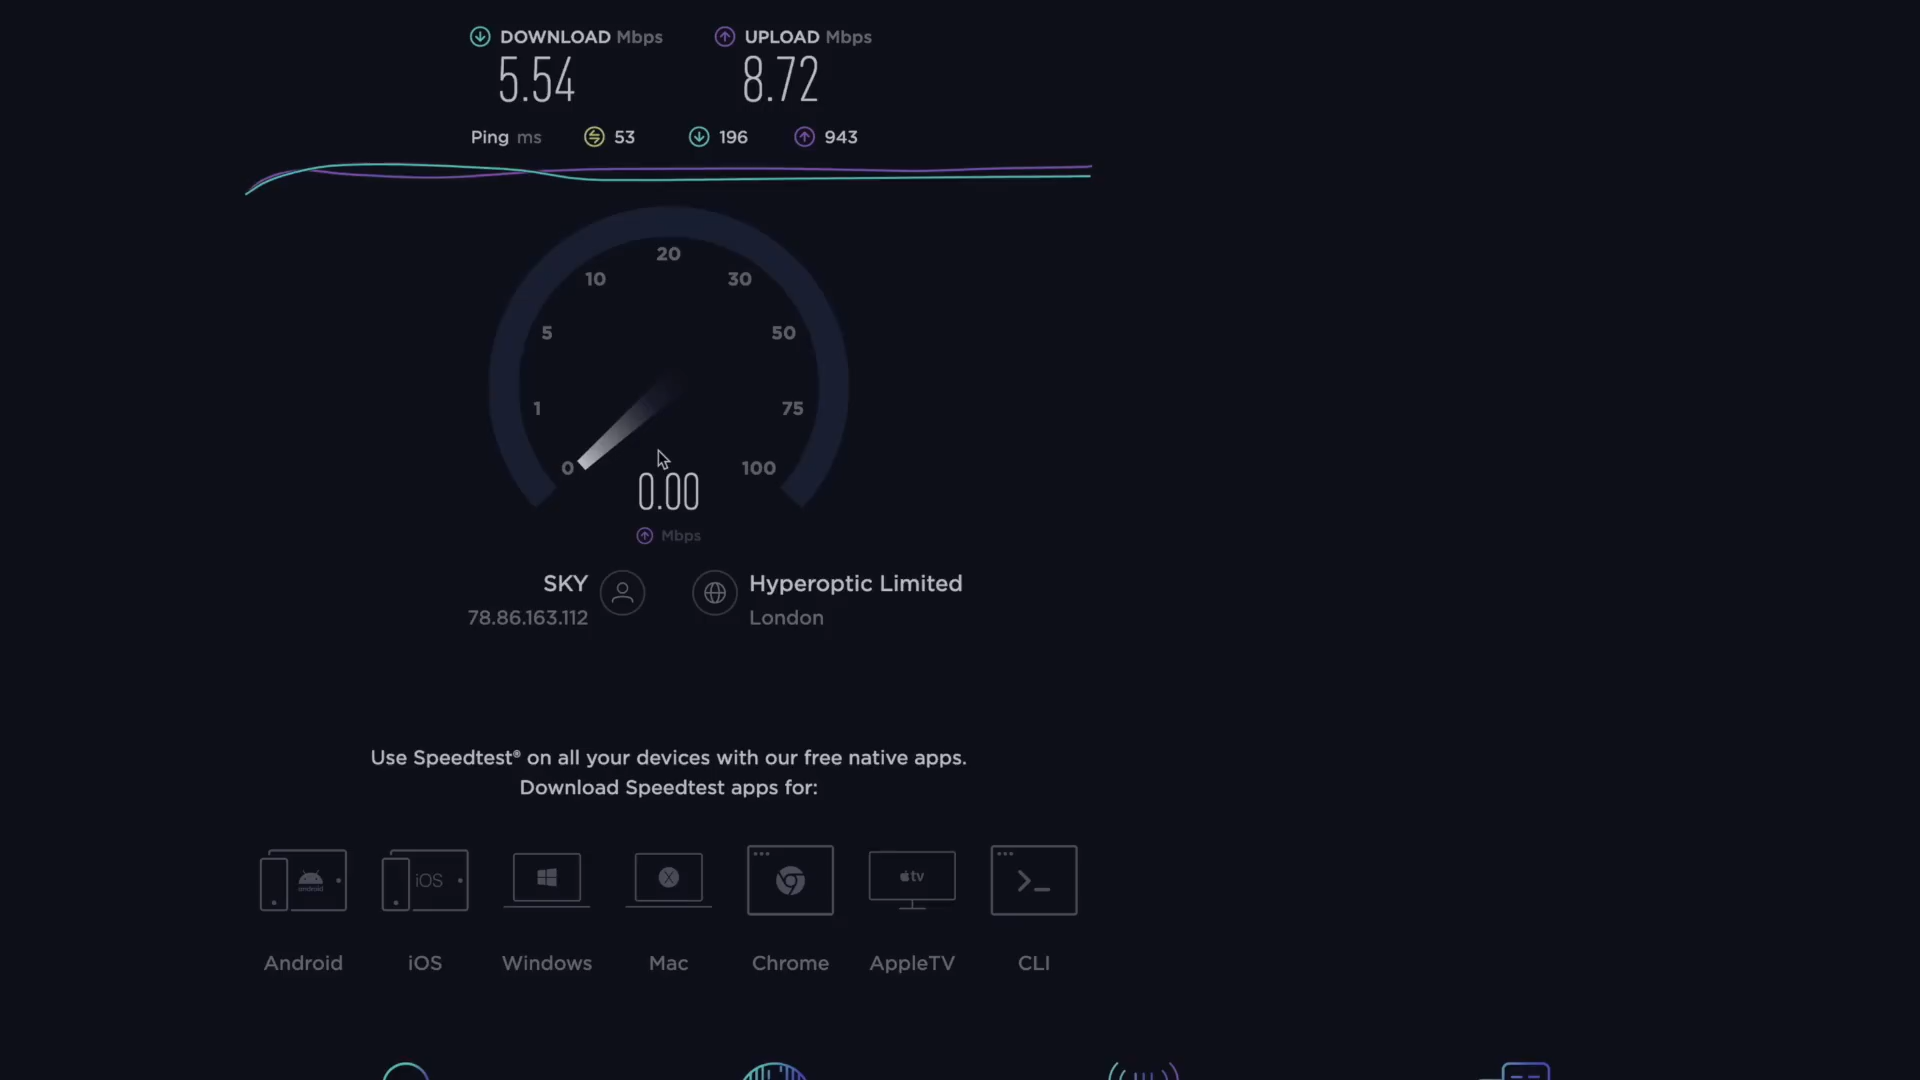 DOWNLOAD Mbps
5.54
UPLOAD Mbps
8.72
Ping ms 53 196 943
0
1
5
10
20
30
50
75
100
0.00
Mbps
SKY
78.86.163.112
Hyperoptic Limited
London
Use Speedtest® on all your devices with our free native apps.
Download Speedtest apps for:
android
iOS
X
tv
Android
iOS
Windows
Mac
Chrome
AppleTV
CLI